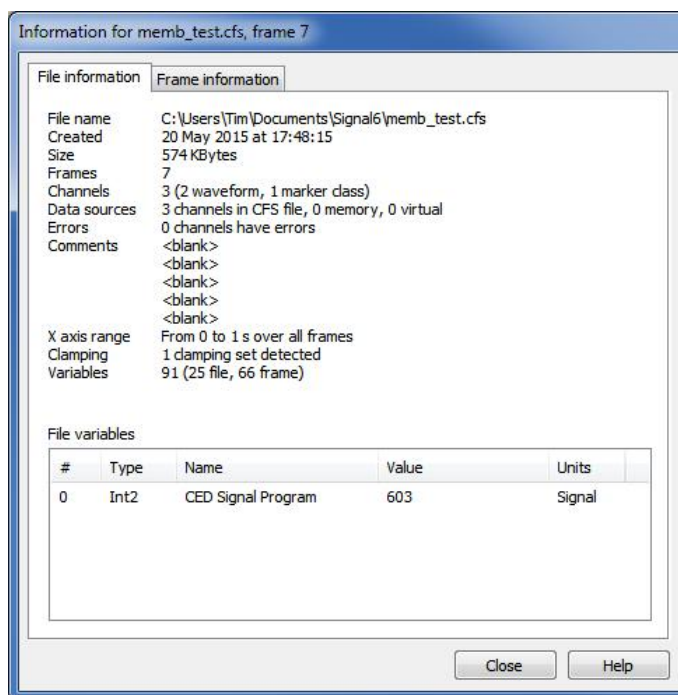 Information for memb_test.cfs, frame 7
File information Frame information
File name C:\Users\Tim\Documents\Signal6\memb_test.cfs
Created 20 May 2015 at 17:48:15
Size 574 KBytes
Frames 7
Channels 3 (2 waveform, 1 marker class)
Data sources 3 channels in CFS file, 0 memory, 0 virtual
Errors 0 channels have errors
Comments <blank>
<blank>
<blank>
<blank>
<blank>
X axis range From 0 to 1 s over all frames
Clamping 1 clamping set detected
Variables 91 (25 file, 66 frame)
File variables
# Type Name Value Units
0 Int2 CED Signal Program 603 Signal
Close Help